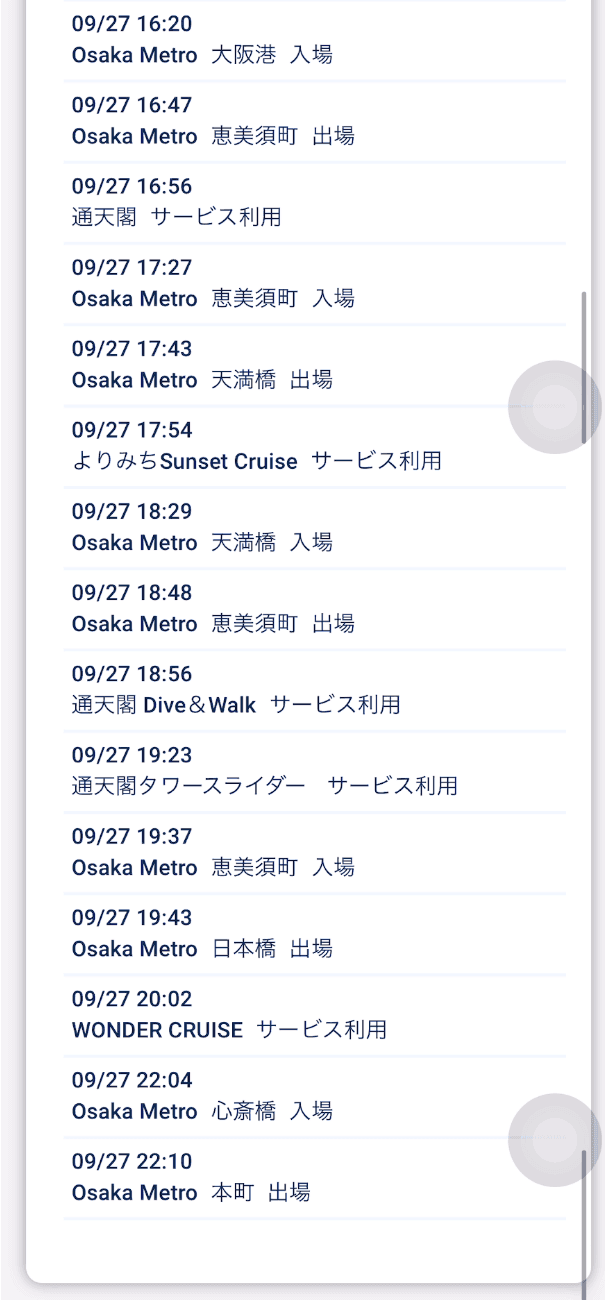 09/27 16:20
Osaka Metro 大阪港 入場
09/27 16:47
Osaka Metro 恵美須町 出場
09/27 16:56
通天閣 サービス利用
09/27 17:27
Osaka Metro 恵美須町 入場
09/27 17:43
Osaka Metro 天満橋 出場
09/27 17:54
よりみちSunset Cruise サービス利用
09/27 18:29
Osaka Metro 天満橋 入場
09/27 18:48
Osaka Metro 恵美須町 出場
09/27 18:56
通天閣 Dive＆Walk サービス利用
09/27 19:23
通天閣タワースライダー　サービス利用
09/27 19:37
Osaka Metro 恵美須町 入場
09/27 19:43
Osaka Metro 日本橋 出場
09/27 20:02
WONDER CRUISE サービス利用
09/27 22:04
Osaka Metro 心斎橋 入場
09/27 22:10
Osaka Metro 本町 出場